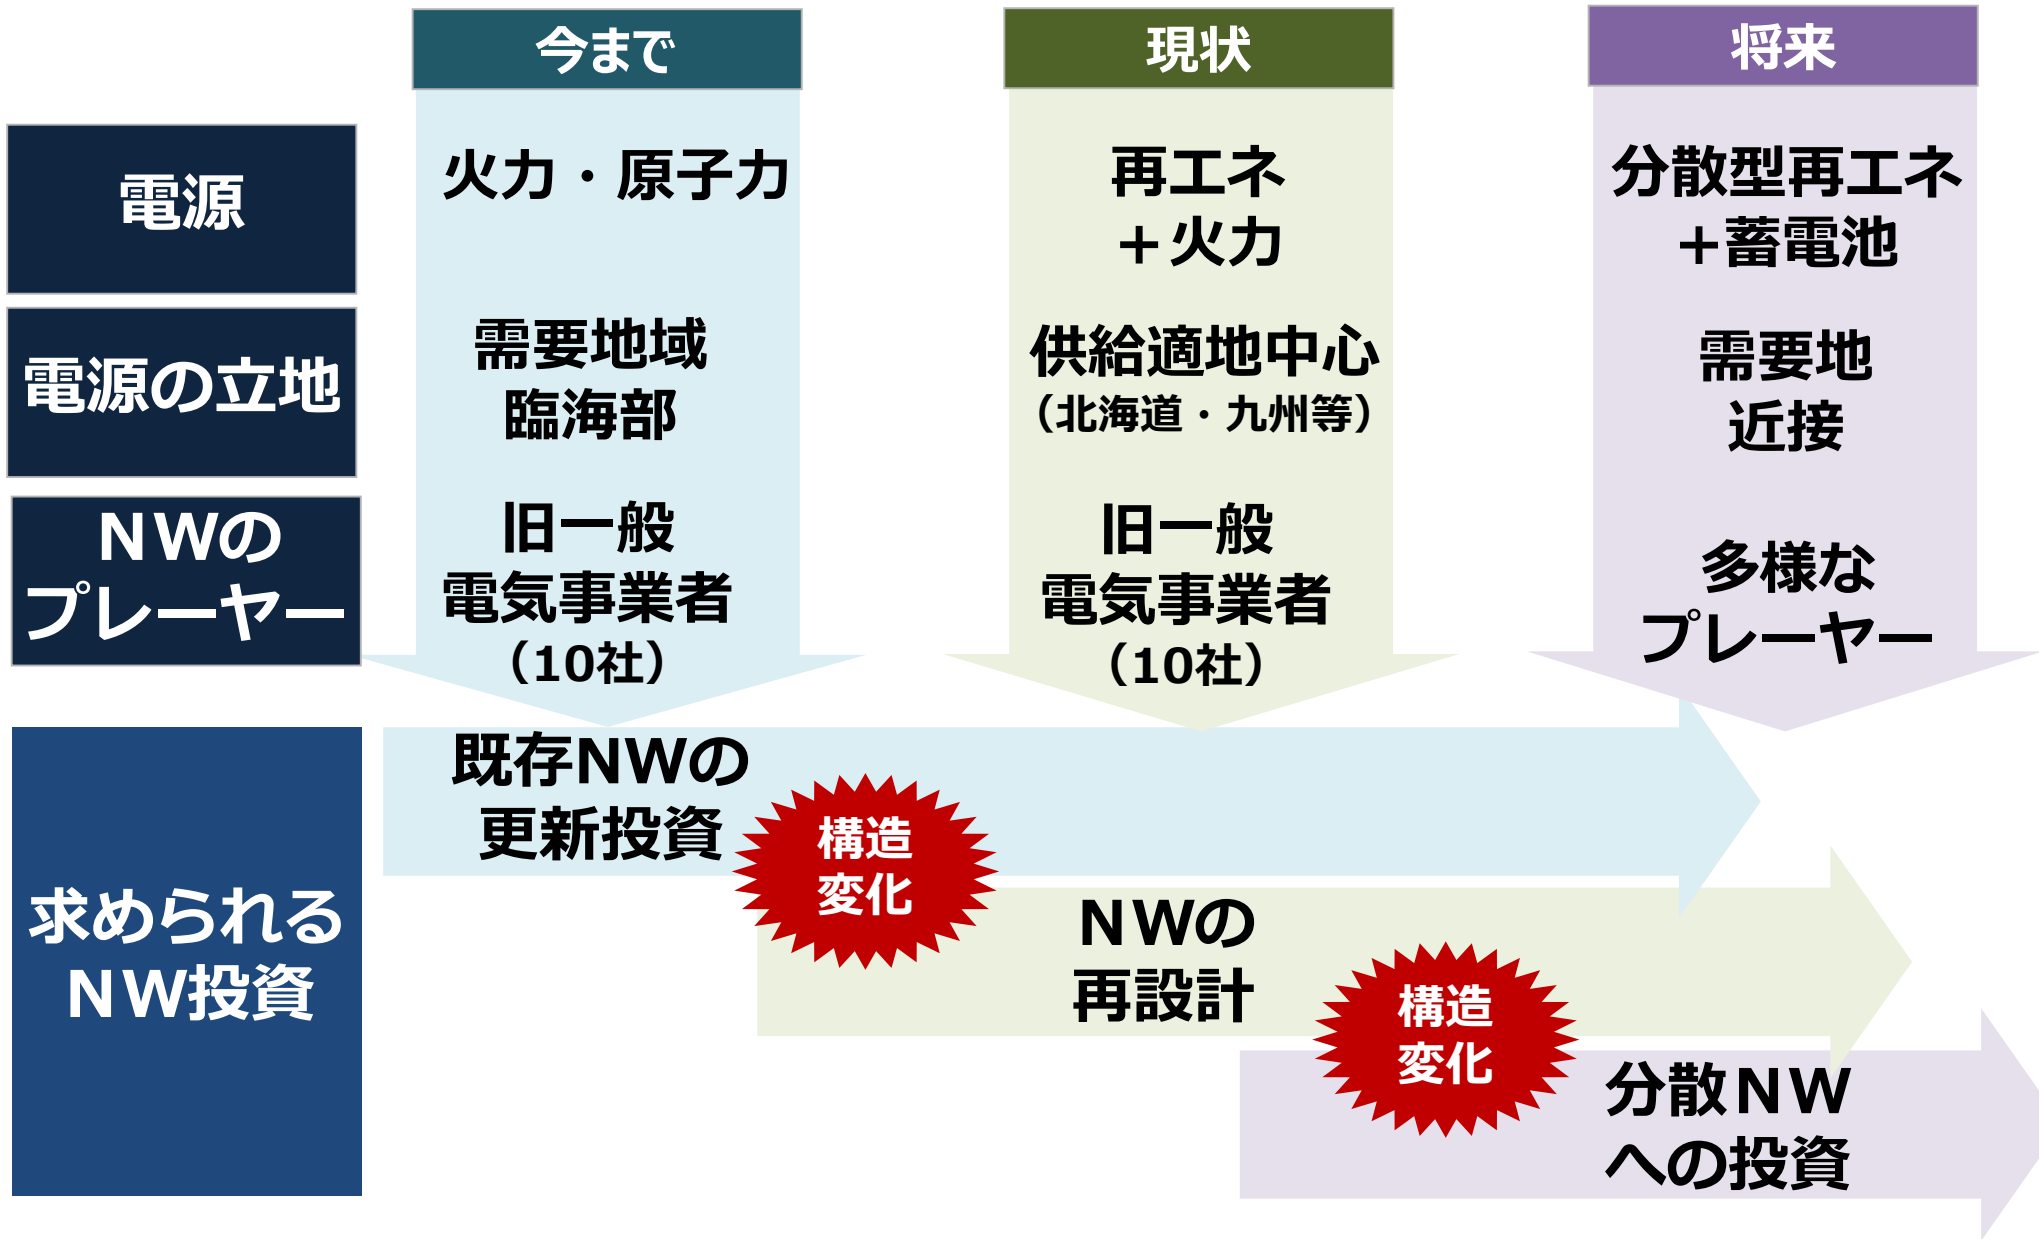 今まで
現状
将来
電源
火力・原子力
再エネ
＋火力
分散型再エネ
＋蓄電池
電源の立地
需要地域
臨海部
供給適地中心
（北海道・九州等）
需要地
近接
ＮＷの
プレーヤー
旧一般
電気事業者
（10社）
旧一般
電気事業者
（10社）
多様な
プレーヤー
求められる
ＮＷ投資
既存NWの
更新投資
構造
変化
ＮＷの
再設計
構造
変化
分散ＮＷ
への投資